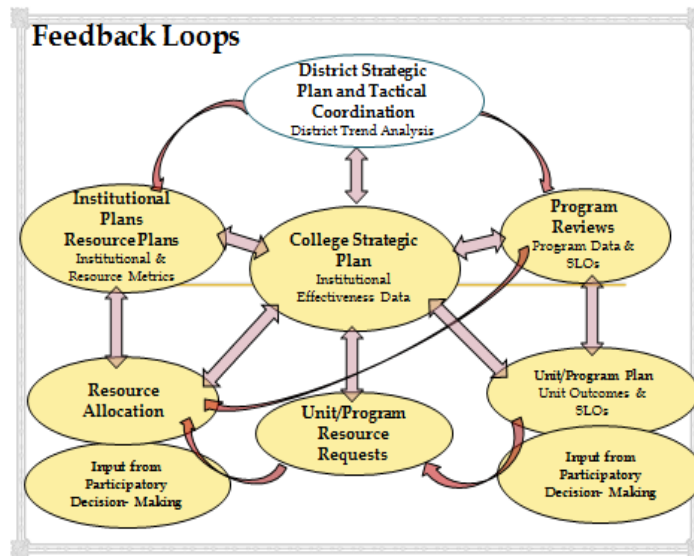 Feedback Loops
District Strategic
Plan and Tactical
Coordination
District Trend Analysis
Institutional
Plans
Resource Plans
Institutional &
Resource Metrics
College Strategic
Plan
Institutional
Effectiveness Data
Program
Reviews
Program Data &
SLOs
Resource
Allocation
Unit/Program
Resource
Requests
Unit/Program Plan
Unit Outcomes &
SLOs
Input from
Participatory
Decision- Making
Input from
Participatory
Decision- Making